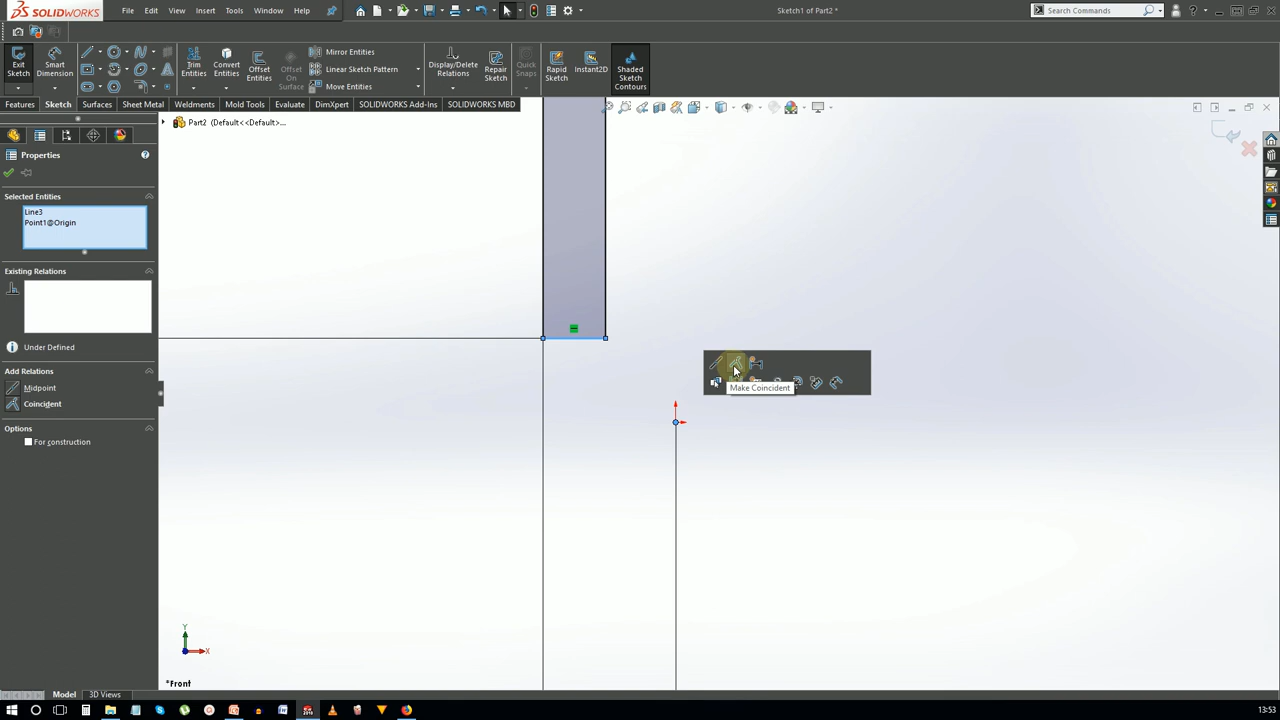 SOLIDWORKS
File Edit View Insert Tools Window Help
Sketch1 of Part2 *
Search Commands
Exit Sketch
Smart Dimension
Trim Entities
Convert Entities
Offset Entities
Offset On Surface
Mirror Entities
Linear Sketch Pattern
Move Entities
Display/Delete Relations
Repair Sketch
Quick Snaps
Rapid Sketch
Instant2D
Shaded Sketch Contours
Features Sketch Surfaces Sheet Metal Weldments Mold Tools Evaluate DimXpert SOLIDWORKS Add-Ins SOLIDWORKS MBD
Part2 (Default<<Default>...
Properties
Selected Entities
Line3
Point1@Origin
Existing Relations
Under Defined
Add Relations
Midpoint
Coincident
Options
For construction
Make Coincident
Y
X
*Front
Model 3D Views
13:53